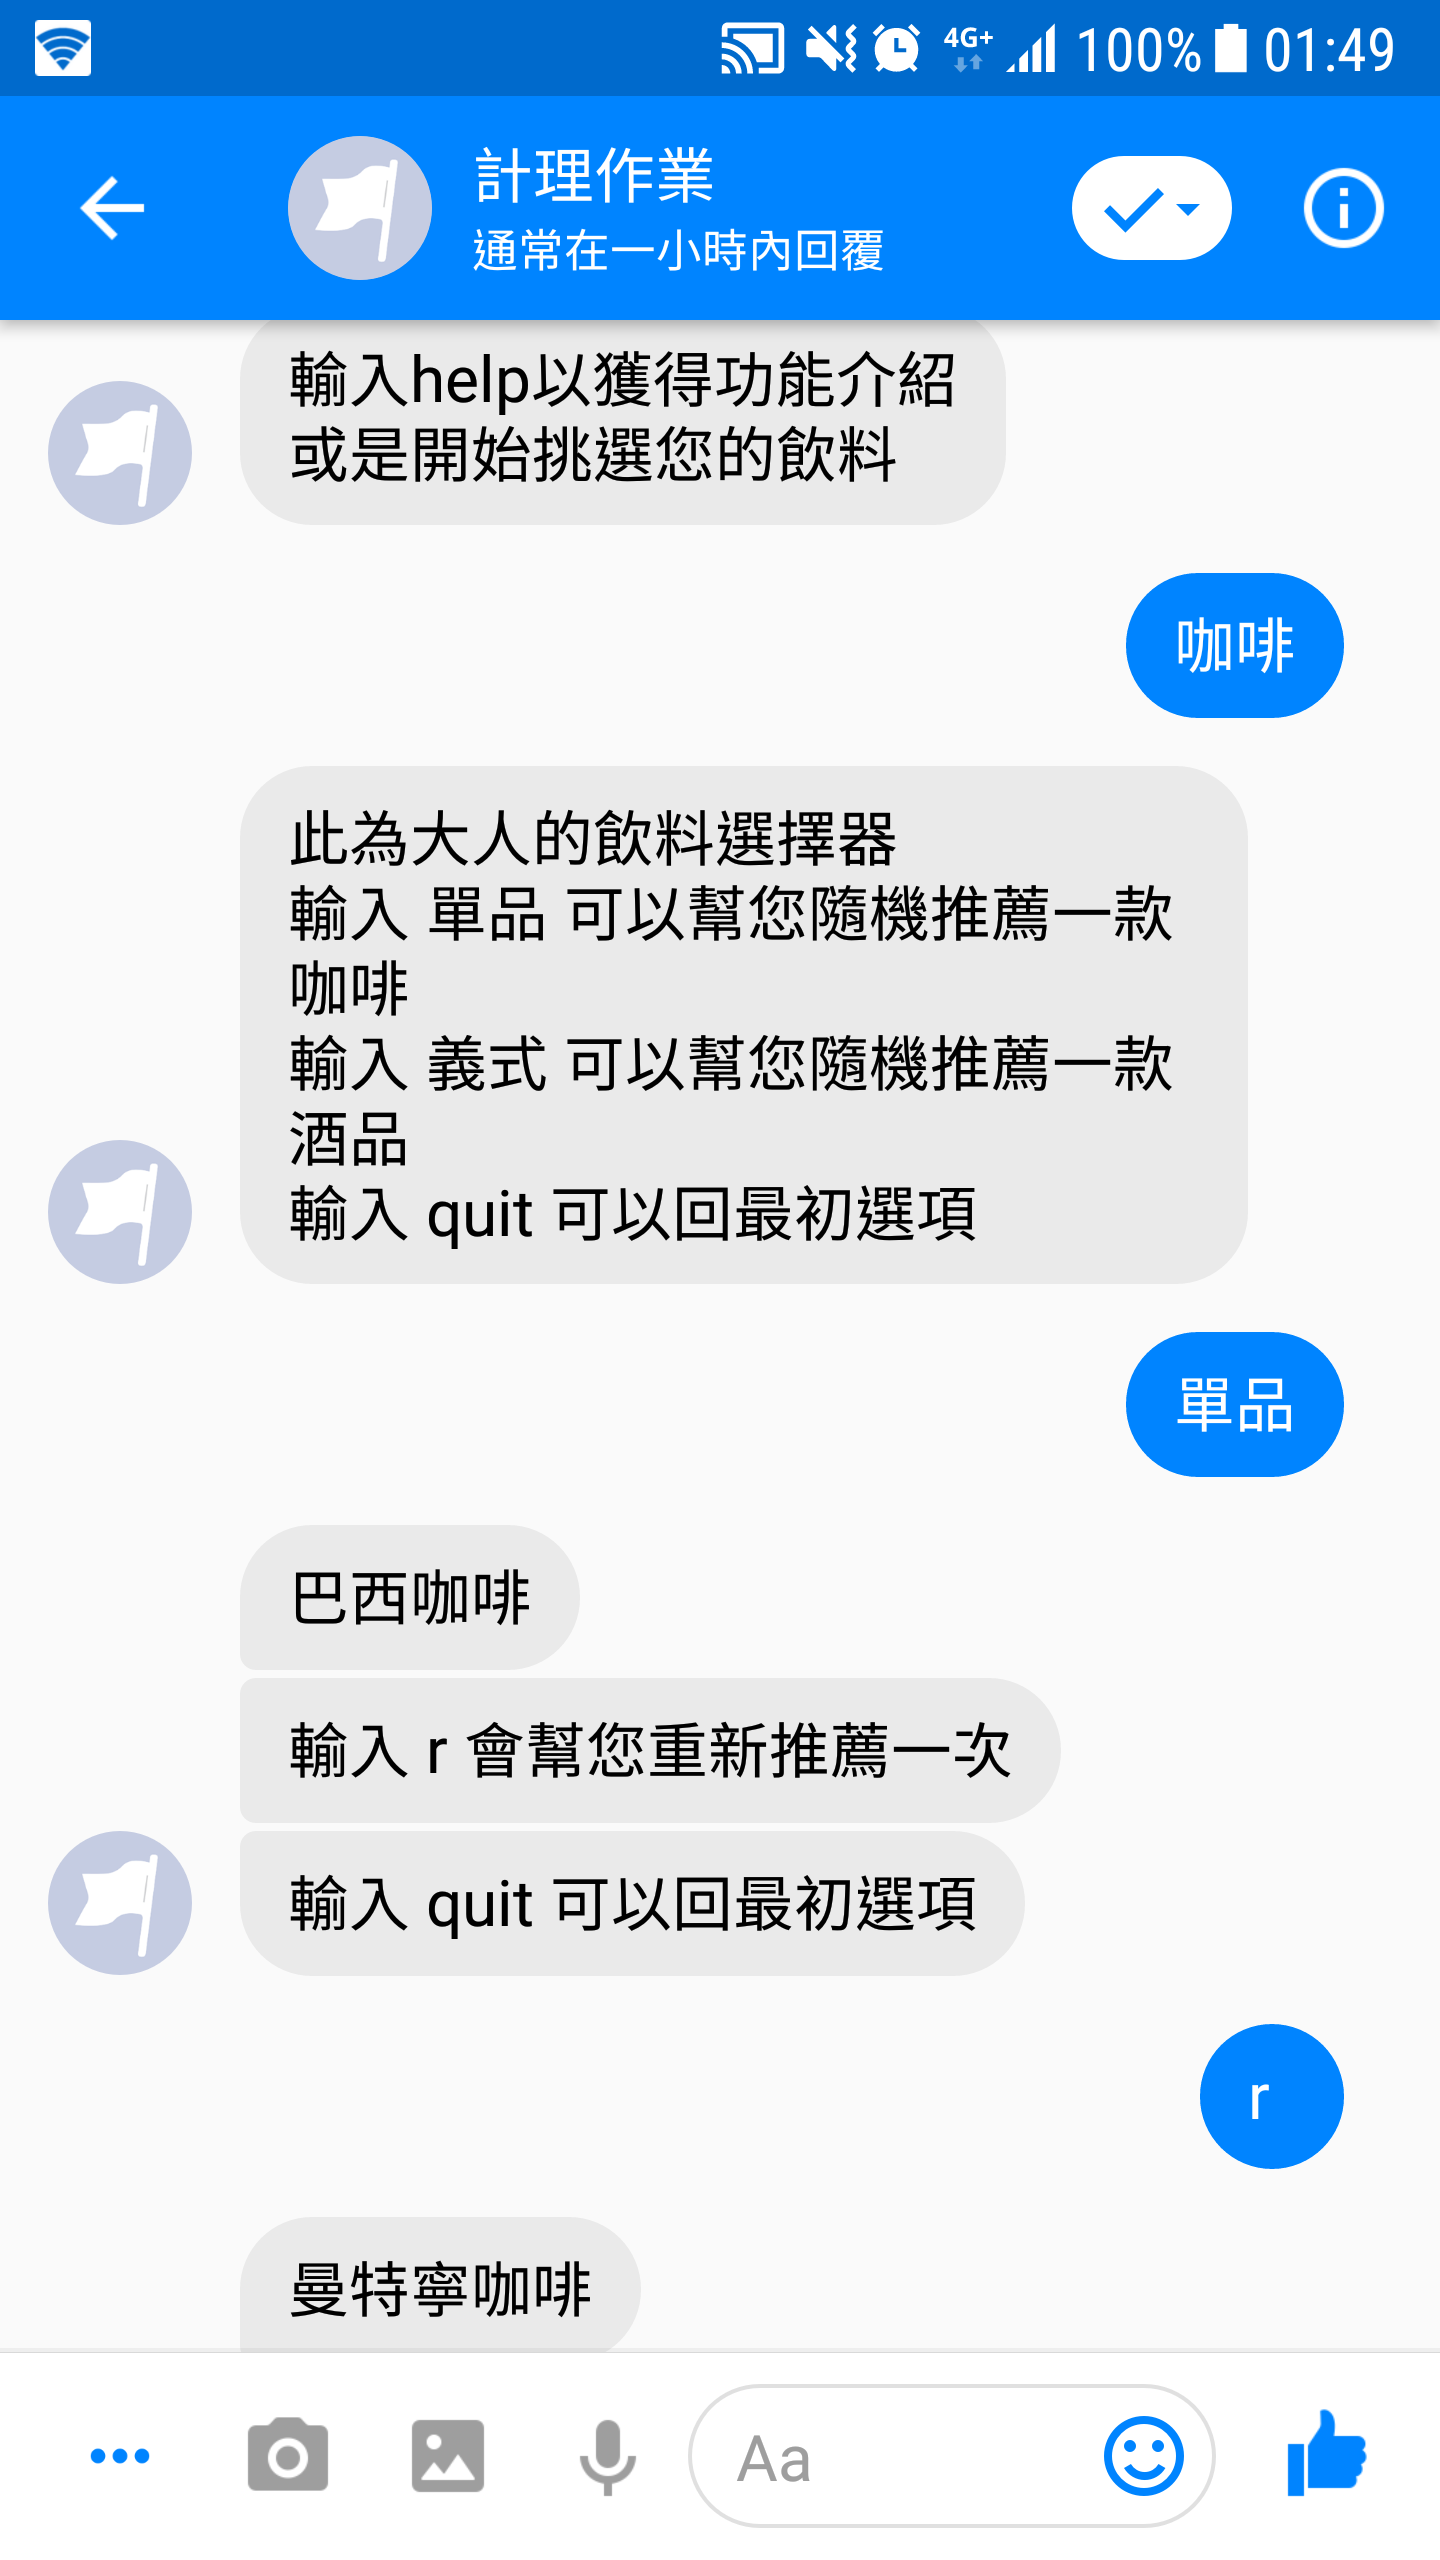 4G+ 100% 01:49
計理作業
通常在一小時內回覆
輸入help以獲得功能介紹
或是開始挑選您的飲料
咖啡
此為大人的飲料選擇器
輸入 單品 可以幫您隨機推薦一款
咖啡
輸入 義式 可以幫您隨機推薦一款
酒品
輸入 quit 可以回最初選項
單品
巴西咖啡
輸入 r 會幫您重新推薦一次
輸入 quit 可以回最初選項
r
曼特寧咖啡
Aa